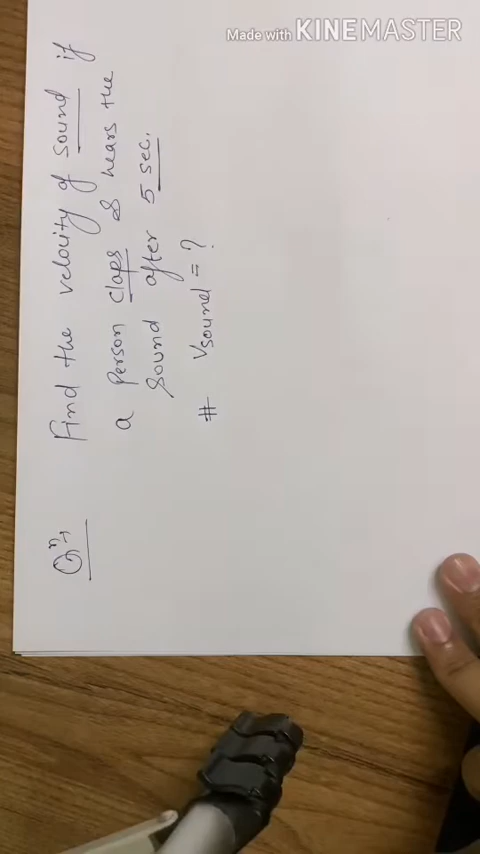 Made with KINEMASTER
Qⁿ→ Find the velocity of sound if
a person claps & hears the
sound after 5 sec.
# Vsound = ?